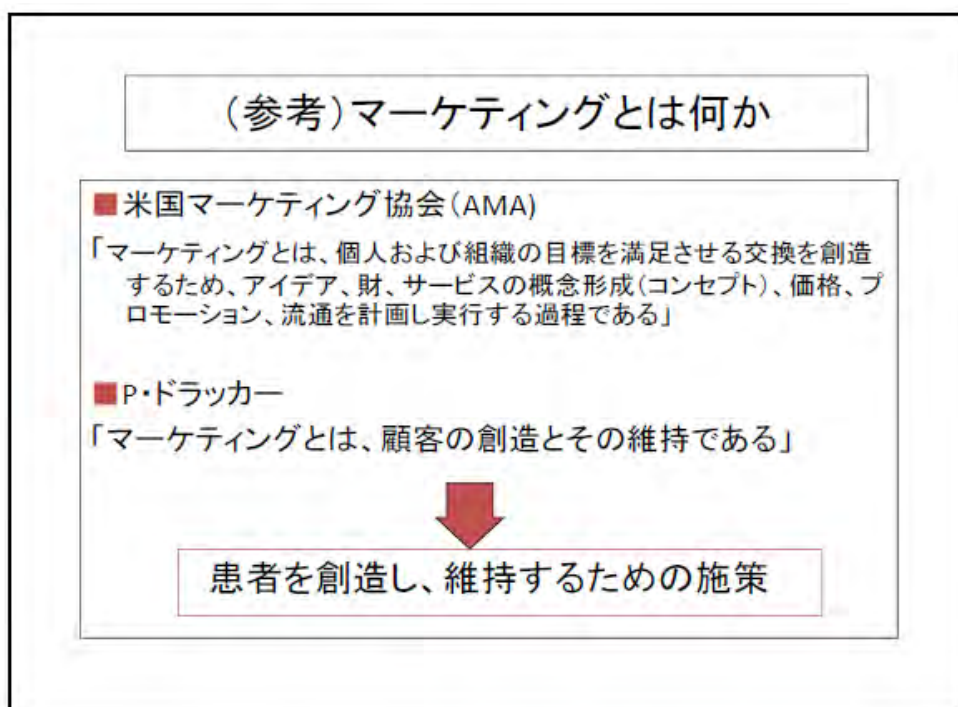 （参考）マーケティングとは何か
■米国マーケティング協会（AMA)
「マーケティングとは、個人および組織の目標を満足させる交換を創造
するため、アイデア、財、サービスの概念形成（コンセプト）、価格、プ
ロモーション、流通を計画し実行する過程である」
■P・ドラッカー
「マーケティングとは、顧客の創造とその維持である」
患者を創造し、維持するための施策